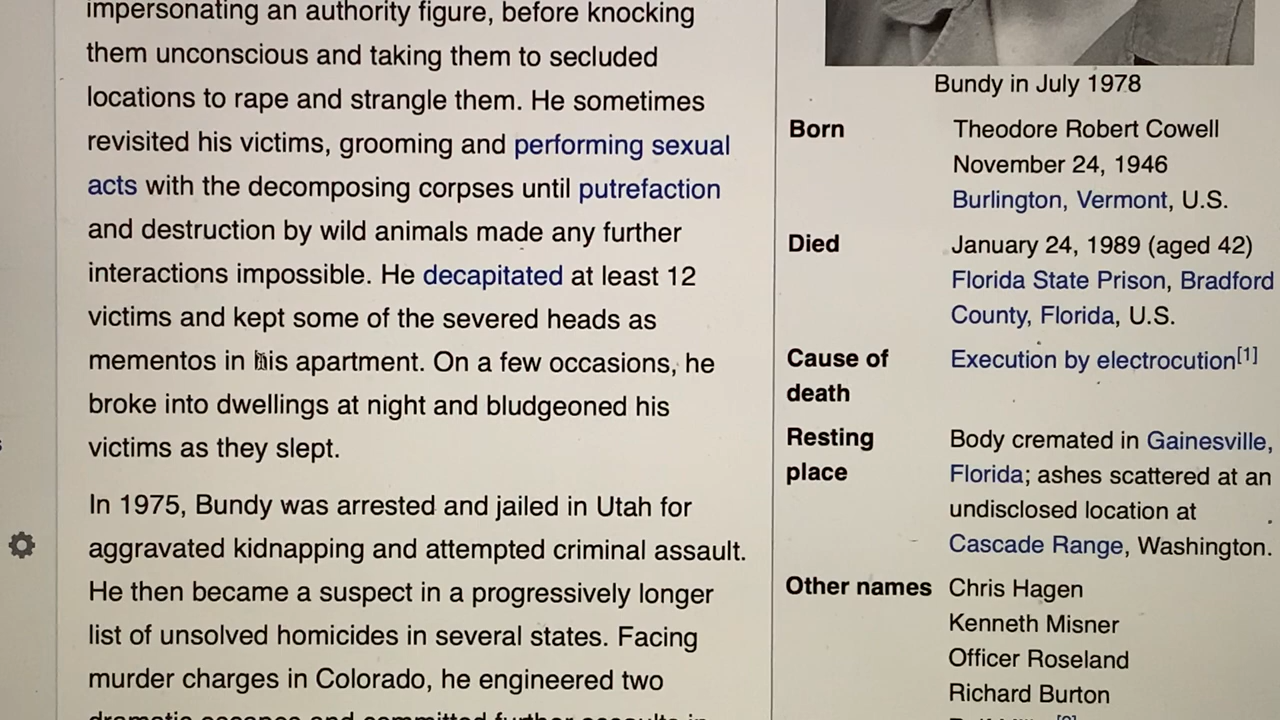 impersonating an authority figure, before knocking
them unconscious and taking them to secluded
locations to rape and strangle them. He sometimes
revisited his victims, grooming and performing sexual
acts with the decomposing corpses until putrefaction
and destruction by wild animals made any further
interactions impossible. He decapitated at least 12
victims and kept some of the severed heads as
mementos in his apartment. On a few occasions, he
broke into dwellings at night and bludgeoned his
victims as they slept.
In 1975, Bundy was arrested and jailed in Utah for
aggravated kidnapping and attempted criminal assault.
He then became a suspect in a progressively longer
list of unsolved homicides in several states. Facing
murder charges in Colorado, he engineered two
dramatic escapes and committed further assaults in
Bundy in July 1978
Born
Theodore Robert Cowell
November 24, 1946
Burlington, Vermont, U.S.
Died
January 24, 1989 (aged 42)
Florida State Prison, Bradford
County, Florida, U.S.
Cause of
death
Execution by electrocution[1]
Resting
place
Body cremated in Gainesville,
Florida; ashes scattered at an
undisclosed location at
Cascade Range, Washington.
Other names
Chris Hagen
Kenneth Misner
Officer Roseland
Richard Burton